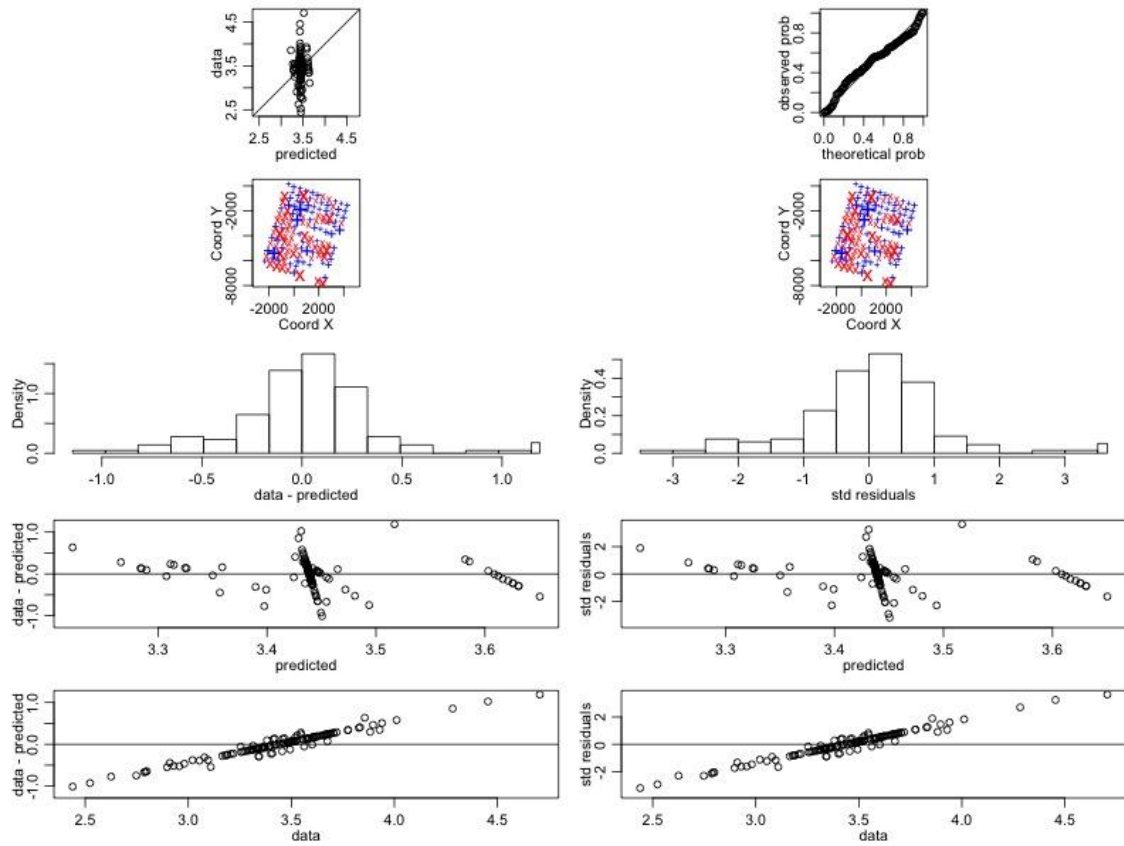 4.5
3.5
2.5
data
2.5 3.5 4.5
predicted
0.8
0.4
0.0
observed prob
0.0 0.4 0.8
theoretical prob
-2000
-8000
Coord Y
-2000 2000
Coord X
-2000
-8000
Coord Y
-2000 2000
Coord X
1.0
0.0
Density
-1.0 -0.5 0.0 0.5 1.0
data - predicted
0.4
0.2
0.0
Density
-3 -2 -1 0 1 2 3
std residuals
1.0
0.0
-1.0
data - predicted
3.3 3.4 3.5 3.6
predicted
2
0
-2
std residuals
3.3 3.4 3.5 3.6
predicted
1.0
0.0
-1.0
data - predicted
2.5 3.0 3.5 4.0 4.5
data
2
0
-2
std residuals
2.5 3.0 3.5 4.0 4.5
data